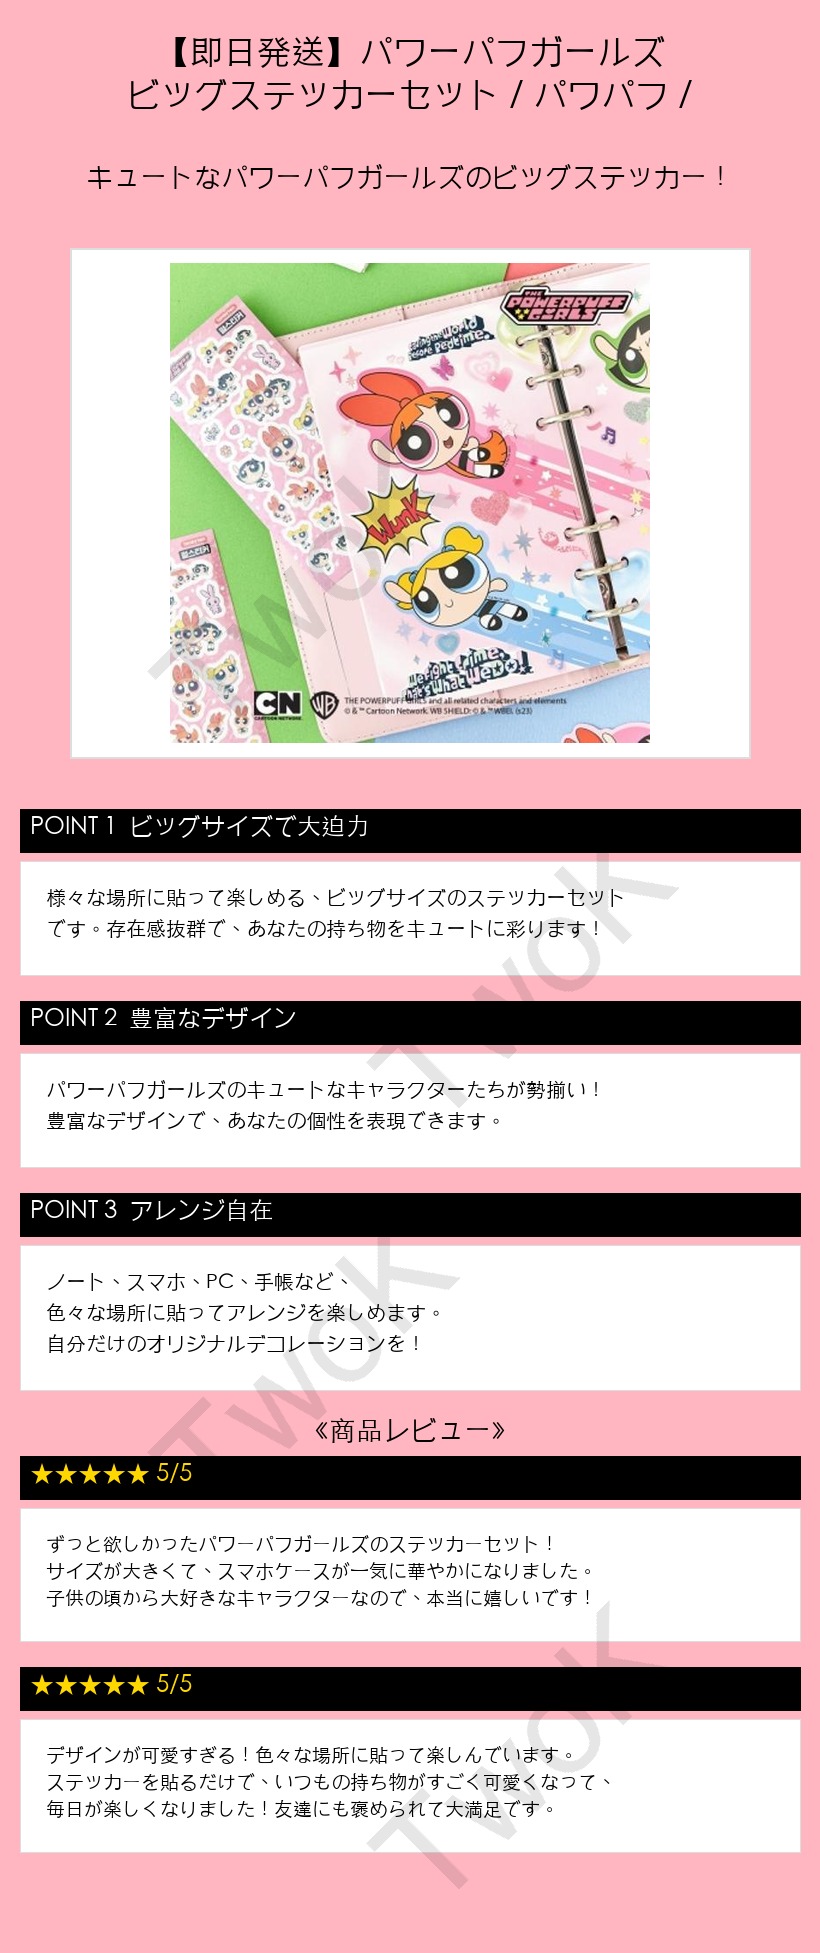 【即日発送】パワーパフガールズ
ビッグステッカーセット / パワパフ /
キュートなパワーパフガールズのビッグステッカー！
THE
POWERPUFF
GIRLS
Saving the World
Before Bedtime.
Wunk
We fight crime.
That's What We Do!
CN
CARTOON NETWORK
WB
THE POWERPUFF GIRLS and all related characters and elements
© & ™ Cartoon Network. WB SHIELD: © & ™ WBEI. (s23)
POINT 1 ビッグサイズで大迫力
様々な場所に貼って楽しめる、ビッグサイズのステッカーセット
です。存在感抜群で、あなたの持ち物をキュートに彩ります！
POINT 2 豊富なデザイン
パワーパフガールズのキュートなキャラクターたちが勢揃い！
豊富なデザインで、あなたの個性を表現できます。
POINT 3 アレンジ自在
ノート、スマホ、PC、手帳など、
色々な場所に貼ってアレンジを楽しめます。
自分だけのオリジナルデコレーションを！
《商品レビュー》
★★★★★ 5/5
ずっと欲しかったパワーパフガールズのステッカーセット！
サイズが大きくて、スマホケースが一気に華やかになりました。
子供の頃から大好きなキャラクターなので、本当に嬉しいです！
★★★★★ 5/5
デザインが可愛すぎる！色々な場所に貼って楽しんでいます。
ステッカーを貼るだけで、いつもの持ち物がすごく可愛くなって、
毎日が楽しくなりました！友達にも褒められて大満足です。
TwoK
TwoK
TwoK
TwoK